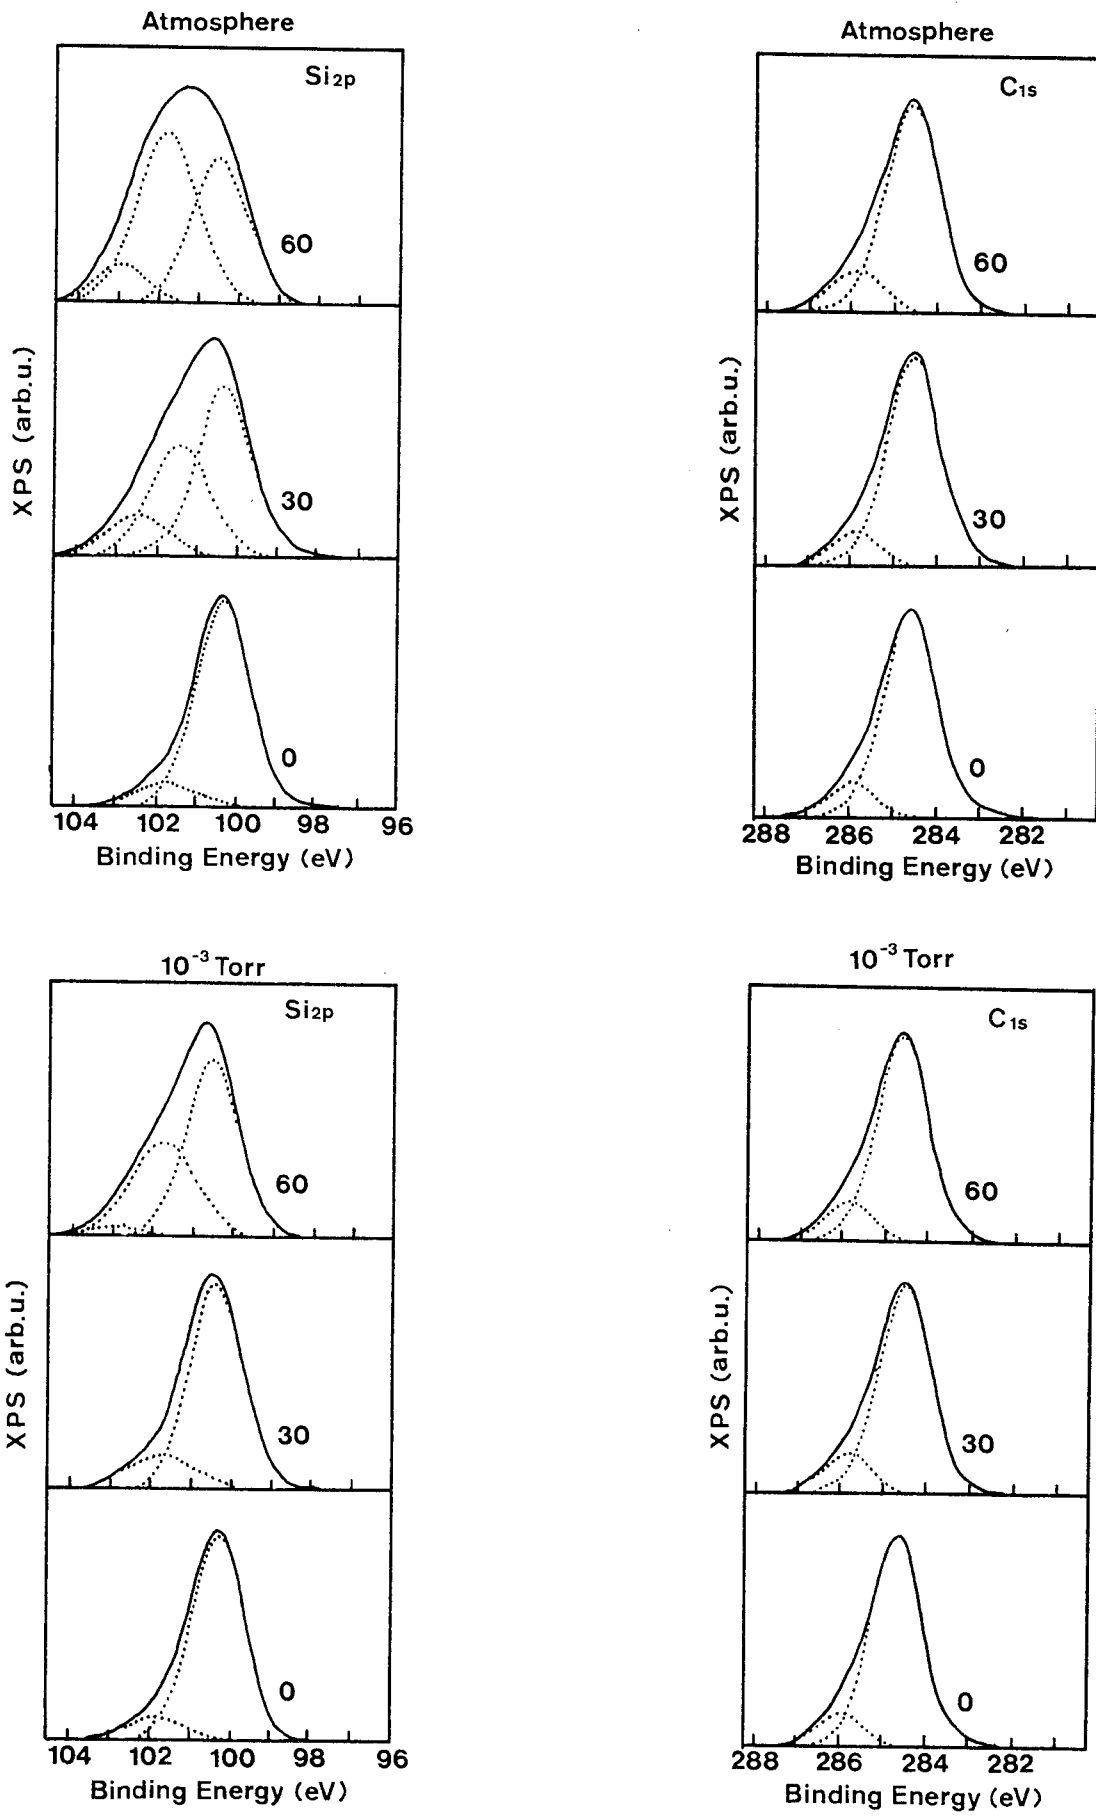 Atmosphere
Si2p
60
XPS (arb.u.)
30
0
104 102 100 98 96
Binding Energy (eV)
Atmosphere
C1s
60
XPS (arb.u.)
30
0
288 286 284 282
Binding Energy (eV)
10⁻³ Torr
Si2p
60
XPS (arb.u.)
30
0
104 102 100 98 96
Binding Energy (eV)
10⁻³ Torr
C1s
60
XPS (arb.u.)
30
0
288 286 284 282
Binding Energy (eV)